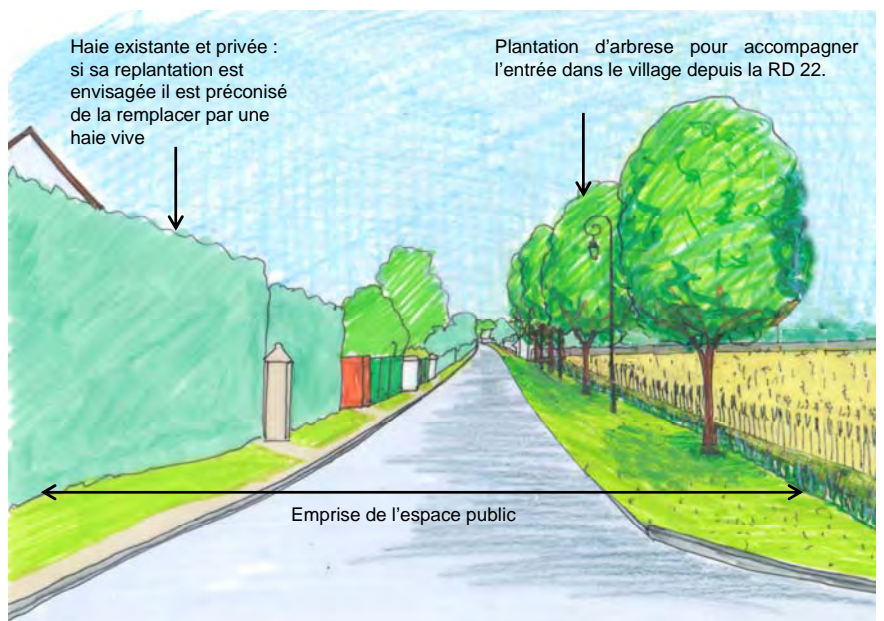 Haie existante et privée :
si sa replantation est
envisagée il est préconisé
de la remplacer par une
haie vive
Plantation d'arbrese pour accompagner
l'entrée dans le village depuis la RD 22.
Emprise de l'espace public